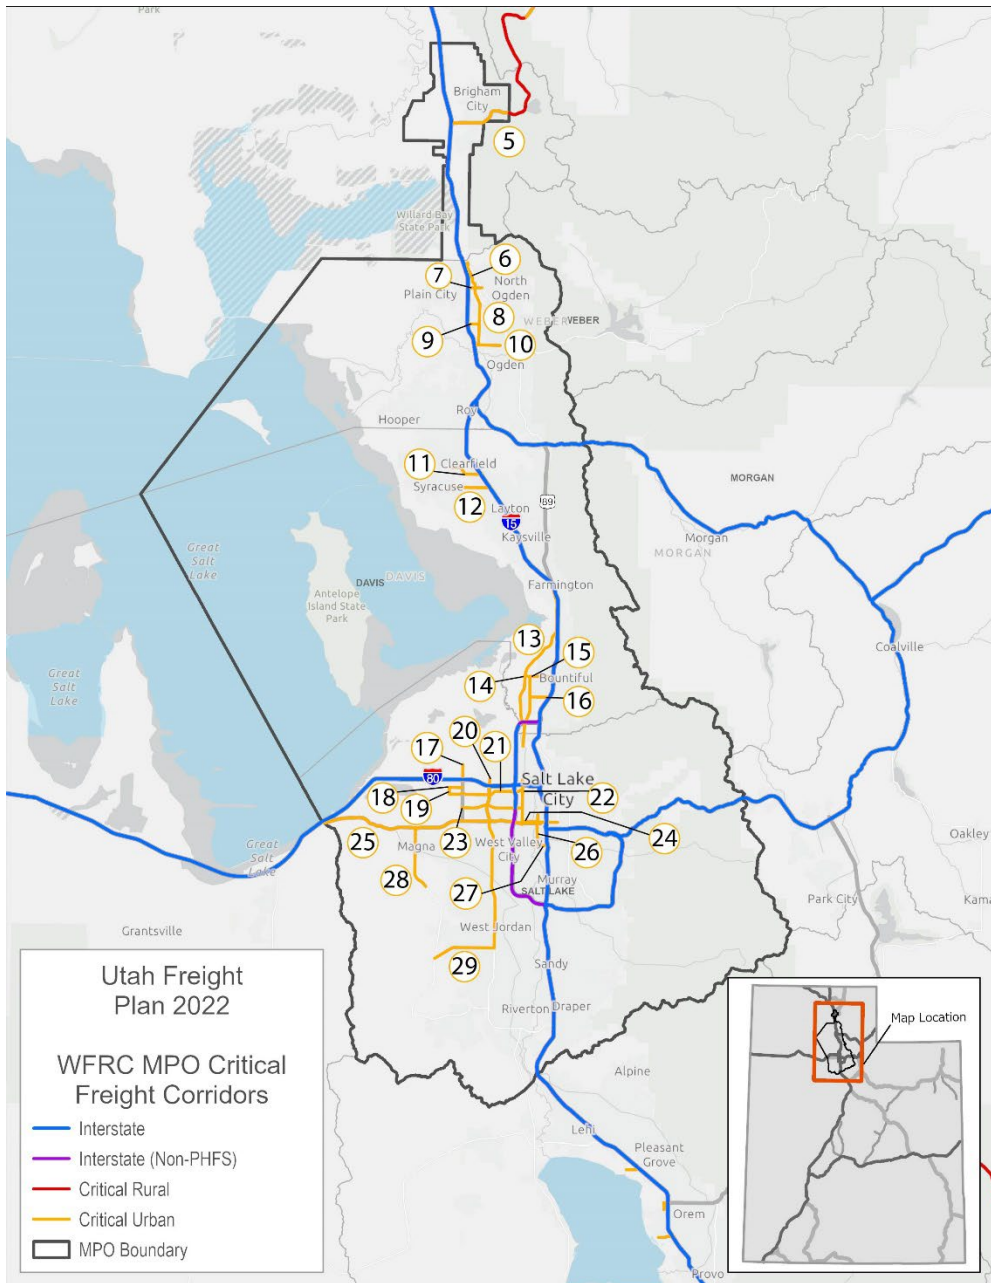 Park
Brigham
City
5
Willard Bay
State Park
6
7
North
Ogden
Plain City
8
WEBER
WEBER
9
10
Ogden
Roy
Hooper
11
Clearfield
Syracuse
12
MORGAN
89
Layton
15
Kaysville
Morgan
MORGAN
Great
Salt
Lake
DAVIS
DAVIS
Farmington
Antelope
Island State
Park
13
15
Coalville
Great
Salt
Lake
14
Bountiful
16
20
21
17
80
Salt Lake
City
18
19
22
25
Magna
23
West Valley
City
26
24
Oakley
Great
Salt
Lake
28
27
Murray
SALT LAKE
Park City
Kama
Grantsville
West Jordan
29
Sandy
Riverton
Draper
Alpine
Lehi
Pleasant
Grove
Orem
Provo
Utah Freight
Plan 2022
WFRC MPO Critical
Freight Corridors
Interstate
Interstate (Non-PHFS)
Critical Rural
Critical Urban
MPO Boundary
Map Location